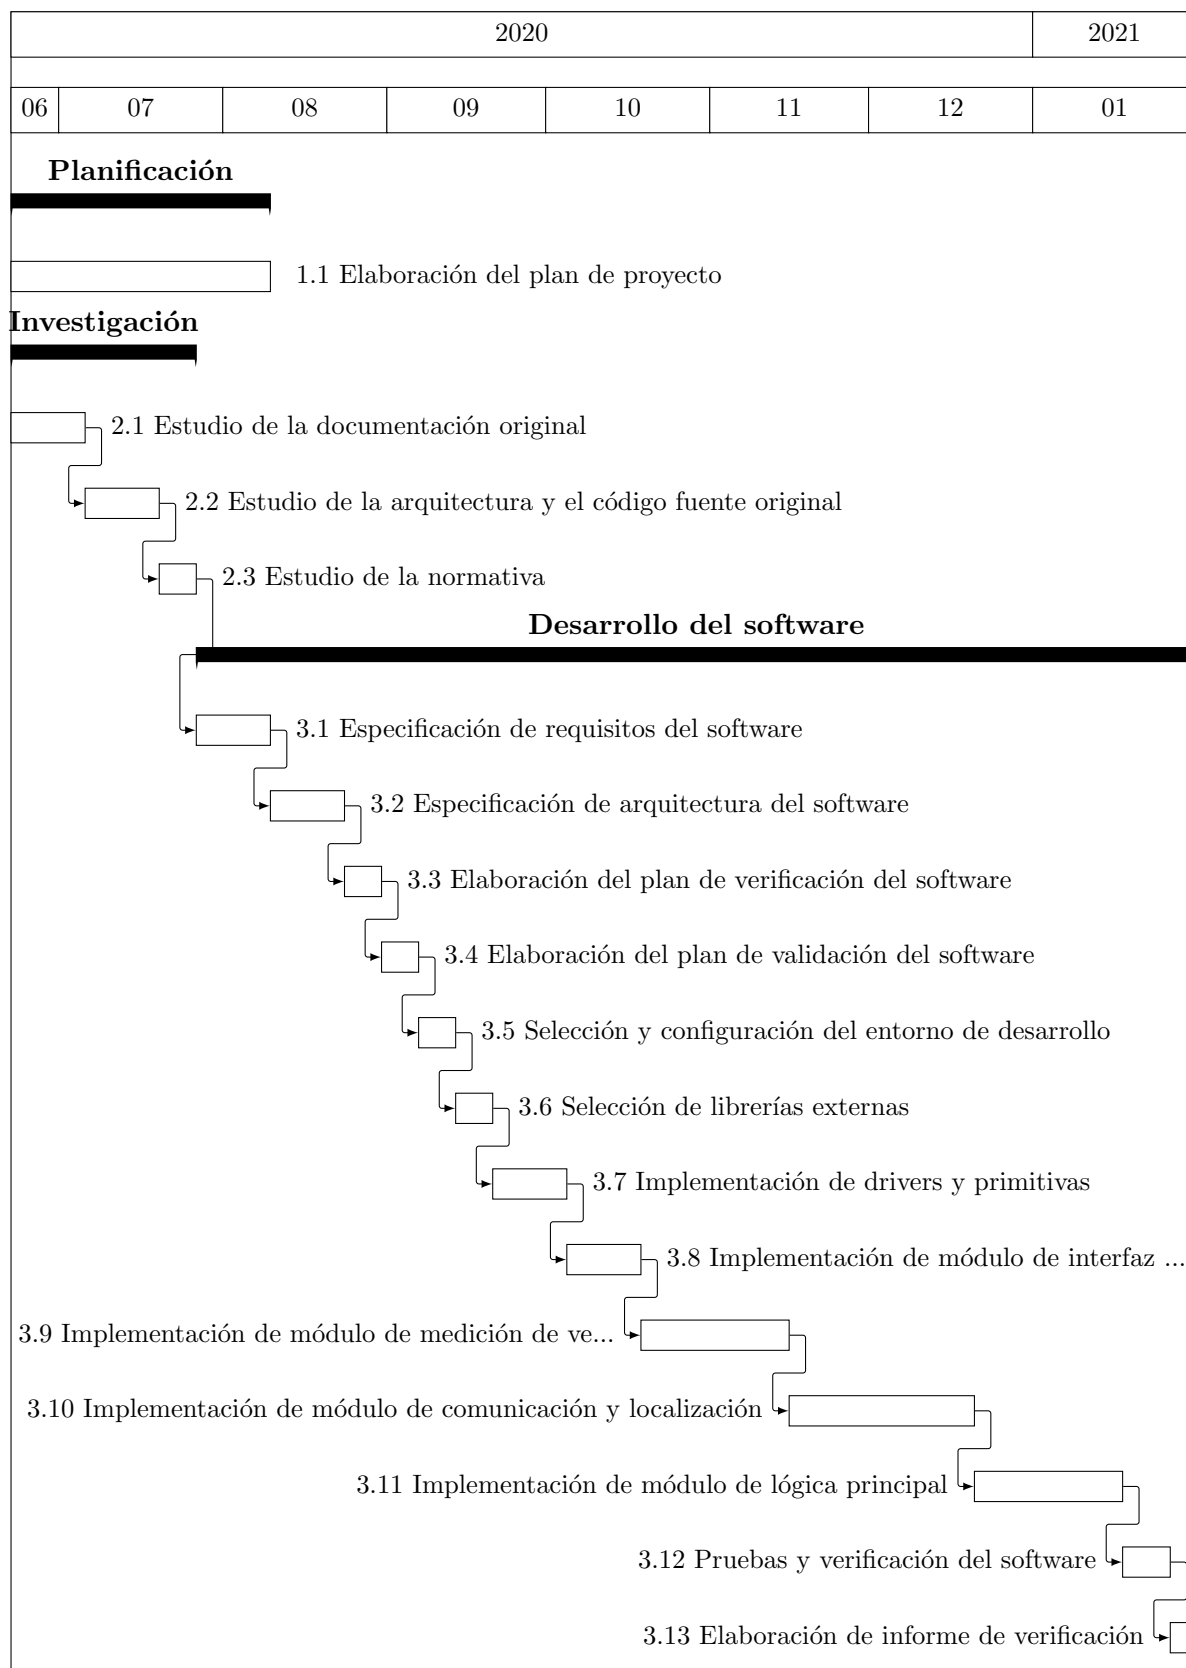 2020 2021
06 07 08 09 10 11 12 01
Planificación
1.1 Elaboración del plan de proyecto
Investigación
2.1 Estudio de la documentación original
2.2 Estudio de la arquitectura y el código fuente original
2.3 Estudio de la normativa
Desarrollo del software
3.1 Especificación de requisitos del software
3.2 Especificación de arquitectura del software
3.3 Elaboración del plan de verificación del software
3.4 Elaboración del plan de validación del software
3.5 Selección y configuración del entorno de desarrollo
3.6 Selección de librerías externas
3.7 Implementación de drivers y primitivas
3.8 Implementación de módulo de interfaz ...
3.9 Implementación de módulo de medición de ve...
3.10 Implementación de módulo de comunicación y localización
3.11 Implementación de módulo de lógica principal
3.12 Pruebas y verificación del software
3.13 Elaboración de informe de verificación